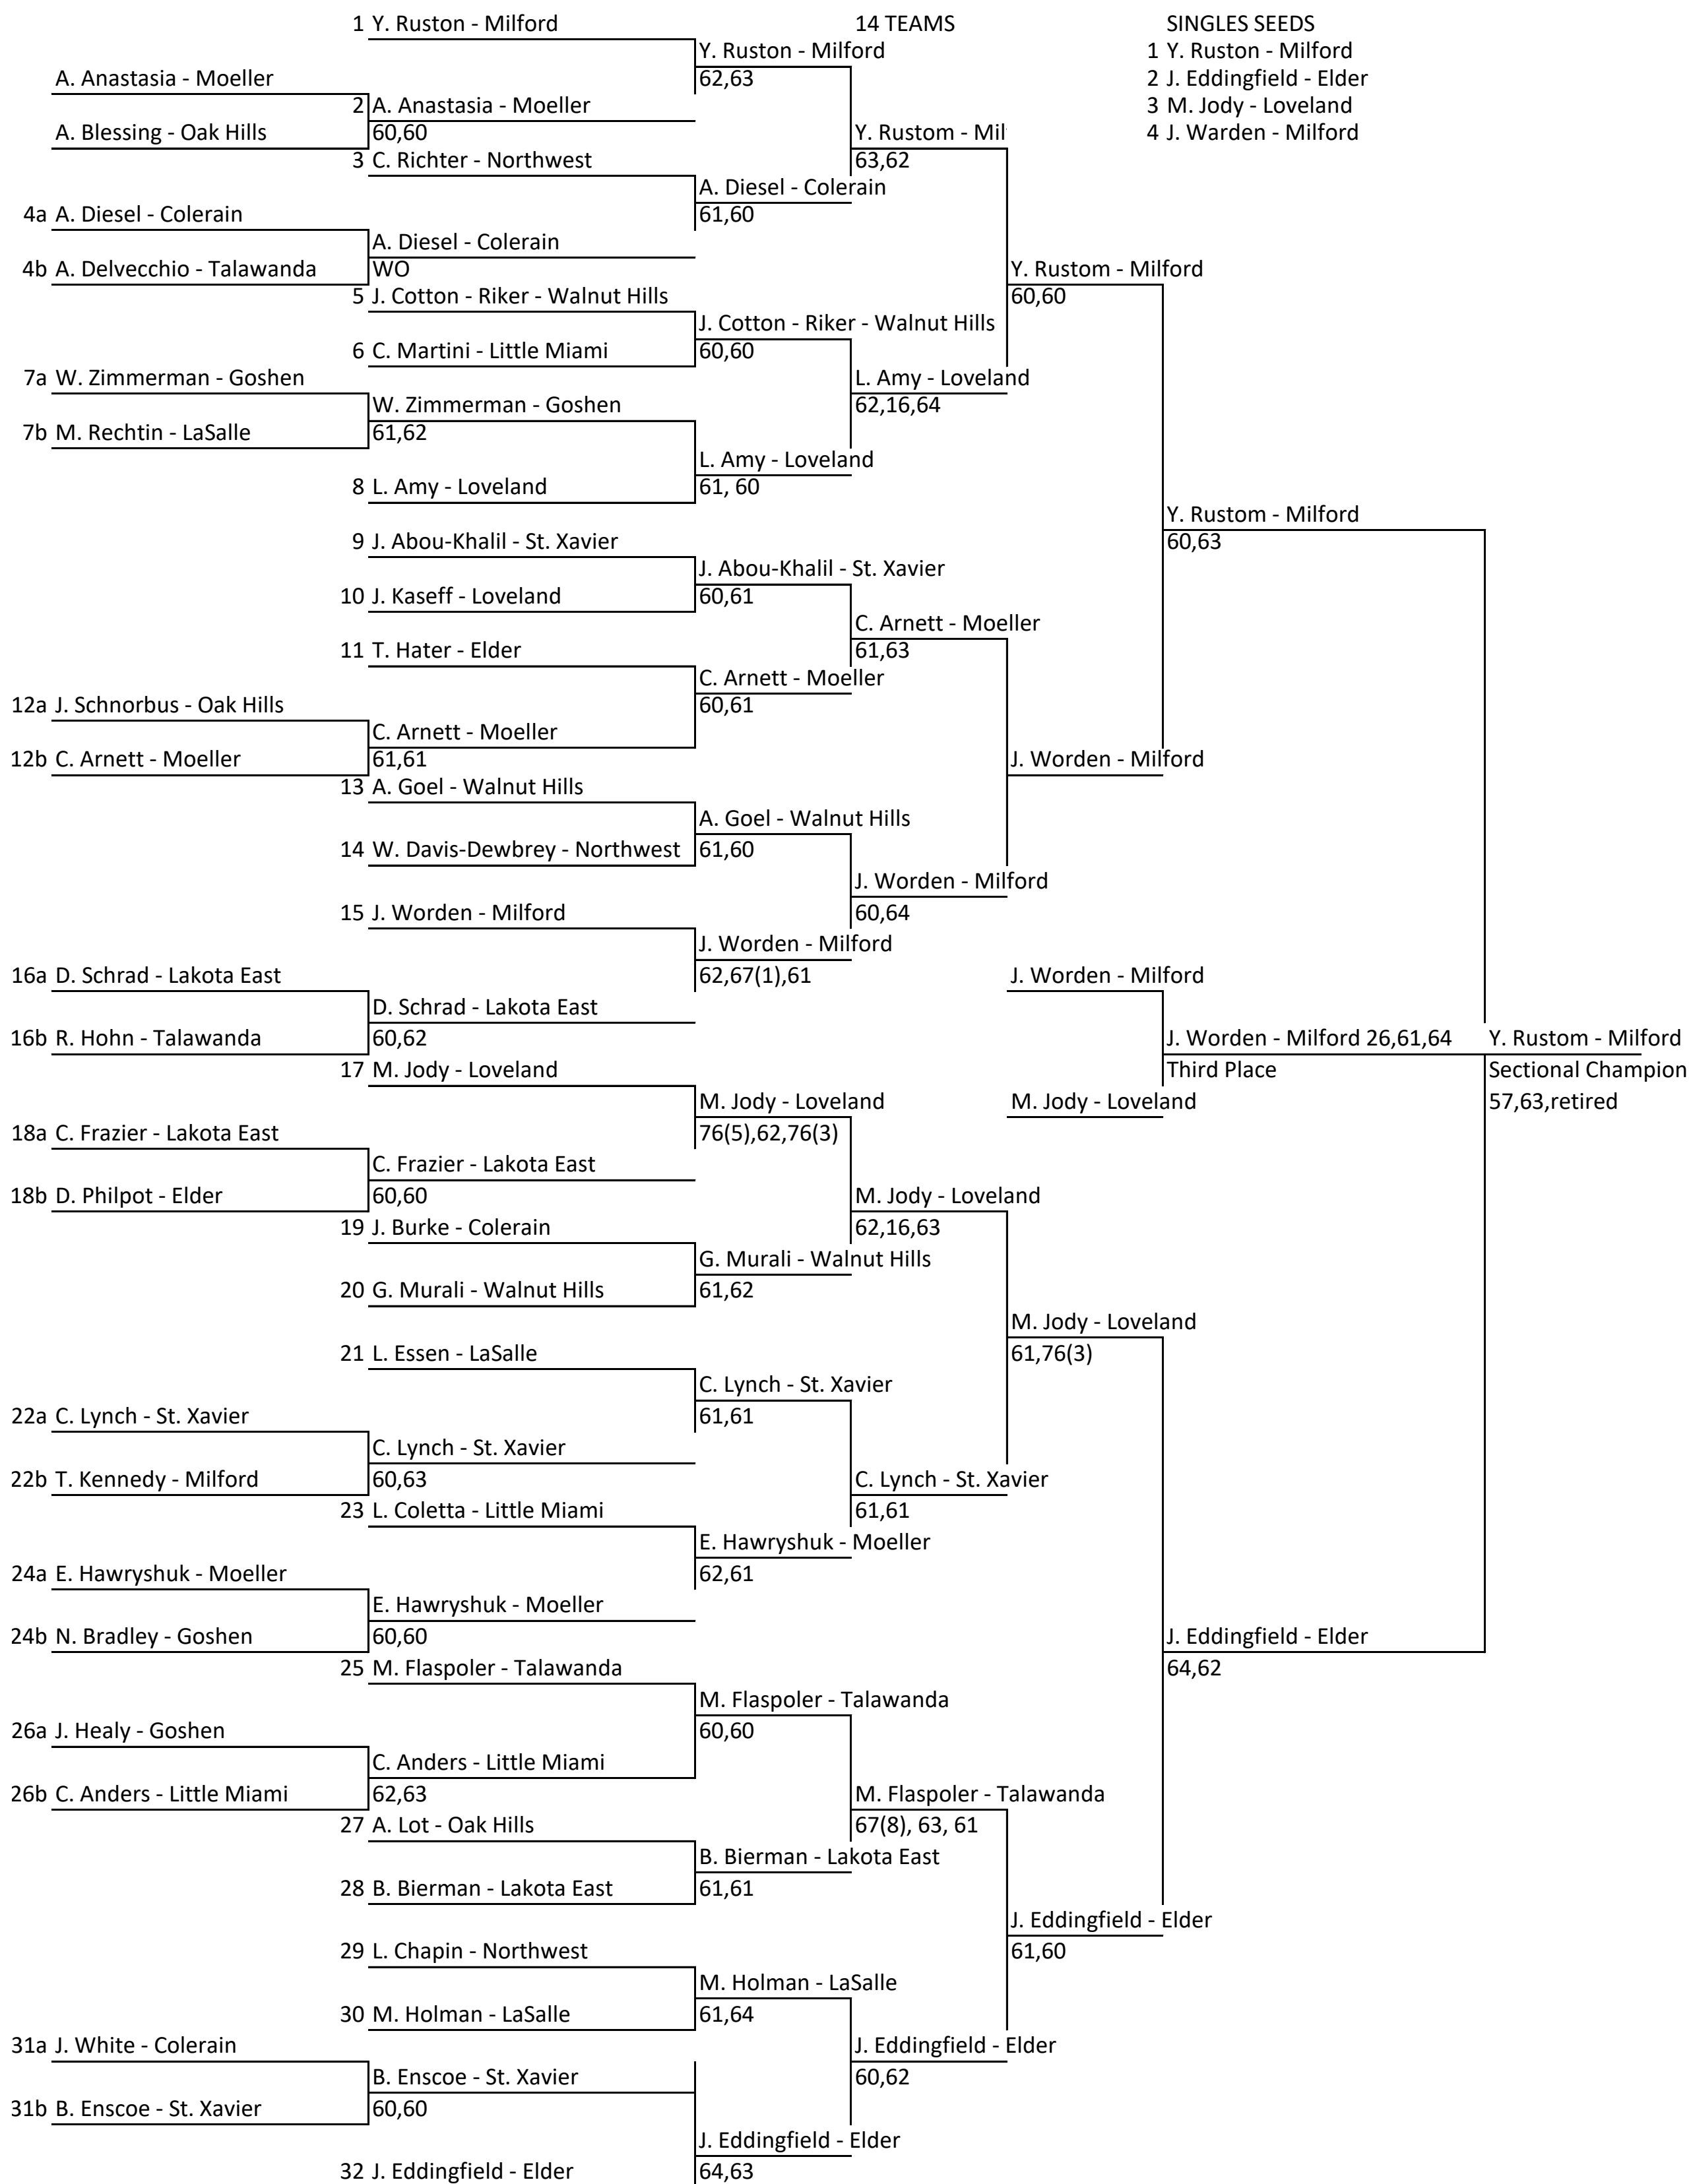 1 Y. Ruston - Milford 14 TEAMS SINGLES SEEDS
Y. Ruston - Milford 1 Y. Ruston - Milford
A. Anastasia - Moeller 62,63 2 J. Eddingfield - Elder
2 A. Anastasia - Moeller 3 M. Jody - Loveland
A. Blessing - Oak Hills 60,60 Y. Rustom - Mil 4 J. Warden - Milford
3 C. Richter - Northwest 63,62
A. Diesel - Colerain
4a A. Diesel - Colerain 61,60
A. Diesel - Colerain
4b A. Delvecchio - Talawanda WO Y. Rustom - Milford
5 J. Cotton - Riker - Walnut Hills 60,60
J. Cotton - Riker - Walnut Hills
6 C. Martini - Little Miami 60,60
7a W. Zimmerman - Goshen L. Amy - Loveland
W. Zimmerman - Goshen 62,16,64
7b M. Rechtin - LaSalle 61,62
L. Amy - Loveland
8 L. Amy - Loveland 61, 60
Y. Rustom - Milford
9 J. Abou-Khalil - St. Xavier 60,63
J. Abou-Khalil - St. Xavier
10 J. Kaseff - Loveland 60,61
C. Arnett - Moeller
11 T. Hater - Elder 61,63
C. Arnett - Moeller
12a J. Schnorbus - Oak Hills 60,61
C. Arnett - Moeller
12b C. Arnett - Moeller 61,61 J. Worden - Milford
13 A. Goel - Walnut Hills
A. Goel - Walnut Hills
14 W. Davis-Dewbrey - Northwest 61,60
J. Worden - Milford
15 J. Worden - Milford 60,64
J. Worden - Milford
16a D. Schrad - Lakota East 62,67(1),61 J. Worden - Milford
D. Schrad - Lakota East
16b R. Hohn - Talawanda 60,62 J. Worden - Milford 26,61,64 Y. Rustom - Milford
17 M. Jody - Loveland Third Place Sectional Champion
M. Jody - Loveland M. Jody - Loveland 57,63,retired
18a C. Frazier - Lakota East 76(5),62,76(3)
C. Frazier - Lakota East
18b D. Philpot - Elder 60,60 M. Jody - Loveland
19 J. Burke - Colerain 62,16,63
G. Murali - Walnut Hills
20 G. Murali - Walnut Hills 61,62
M. Jody - Loveland
21 L. Essen - LaSalle 61,76(3)
C. Lynch - St. Xavier
22a C. Lynch - St. Xavier 61,61
C. Lynch - St. Xavier
22b T. Kennedy - Milford 60,63 C. Lynch - St. Xavier
23 L. Coletta - Little Miami 61,61
E. Hawryshuk - Moeller
24a E. Hawryshuk - Moeller 62,61
E. Hawryshuk - Moeller
24b N. Bradley - Goshen 60,60 J. Eddingfield - Elder
25 M. Flaspoler - Talawanda 64,62
M. Flaspoler - Talawanda
26a J. Healy - Goshen 60,60
C. Anders - Little Miami
26b C. Anders - Little Miami 62,63 M. Flaspoler - Talawanda
27 A. Lot - Oak Hills 67(8), 63, 61
B. Bierman - Lakota East
28 B. Bierman - Lakota East 61,61
J. Eddingfield - Elder
29 L. Chapin - Northwest 61,60
M. Holman - LaSalle
30 M. Holman - LaSalle 61,64
31a J. White - Colerain J. Eddingfield - Elder
B. Enscoe - St. Xavier 60,62
31b B. Enscoe - St. Xavier 60,60
J. Eddingfield - Elder
32 J. Eddingfield - Elder 64,63